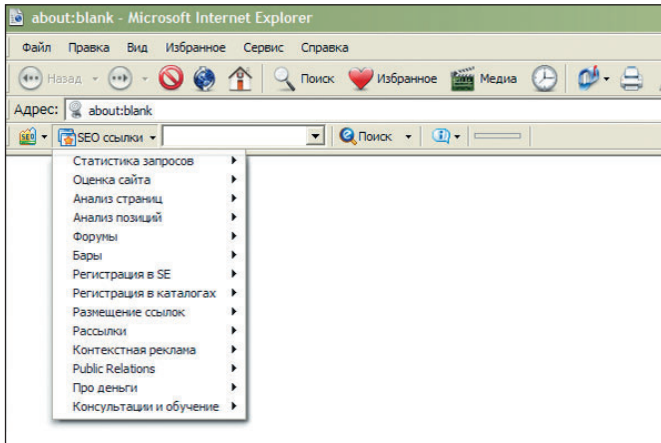 about:blank - Microsoft Internet Explorer
Файл Правка Вид Избранное Сервис Справка
Назад Поиск Избранное Медиа
Адрес: about:blank
SEO SEO ссылки Поиск
Статистика запросов
Оценка сайта
Анализ страниц
Анализ позиций
Форумы
Бары
Регистрация в SE
Регистрация в каталогах
Размещение ссылок
Рассылки
Контекстная реклама
Public Relations
Про деньги
Консультации и обучение